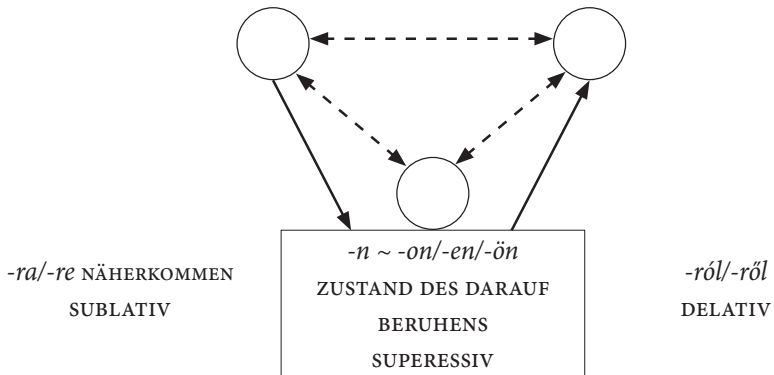 -n ~ -on/-en/-ön
-ra/-re NÄHERKOMMEN
-ról/-ről
ZUSTAND DES DARAUF
SUBLATIV
DELATIV
BERUHENS
SUPERESSIV